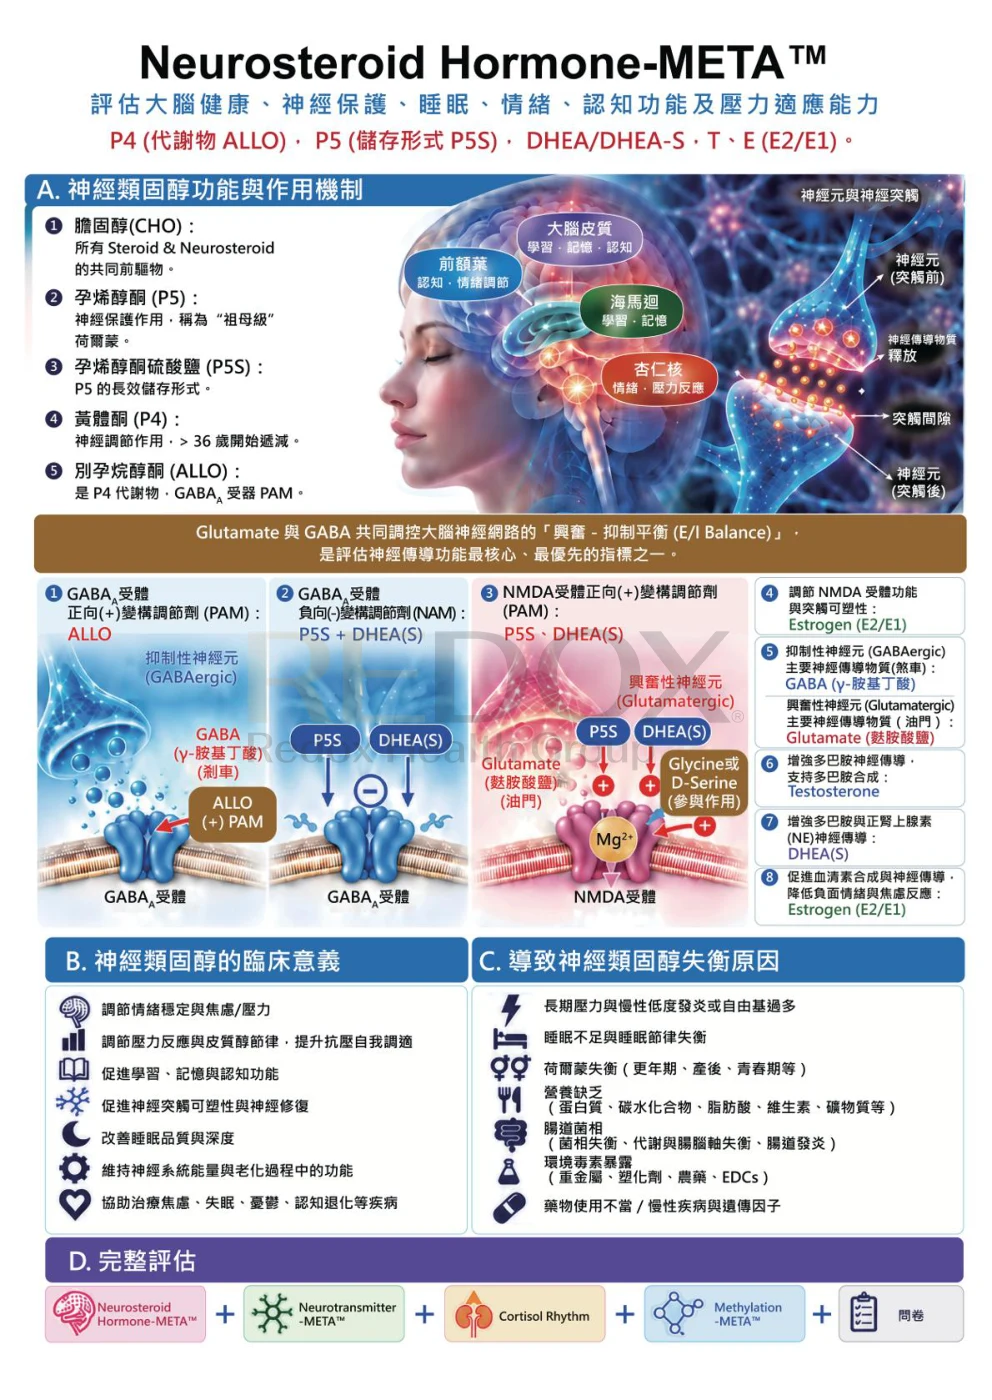 Neurosteroid Hormone-META™
評估大腦健康、神經保護、睡眠、情緒、認知功能及壓力適應能力
P4 (代謝物 ALLO)， P5 (儲存形式 P5S)， DHEA/DHEA-S，T、E (E2/E1)。
A. 神經類固醇功能與作用機制
1 膽固醇(CHO)：
所有 Steroid & Neurosteroid
的共同前驅物。
2 孕烯醇酮 (P5)：
神經保護作用，稱為 “祖母級”
荷爾蒙。
3 孕烯醇酮硫酸鹽 (P5S)：
P5 的長效儲存形式。
4 黃體酮 (P4)：
神經調節作用，> 36 歲開始遞減。
5 別孕烷醇酮 (ALLO)：
是 P4 代謝物，GABAA 受器 PAM。
大腦皮質
學習．記憶．認知
前額葉
認知．情緒調節
海馬迴
學習．記憶
杏仁核
情緒．壓力反應
神經元與神經突觸
神經元
(突觸前)
神經傳導物質
釋放
突觸間隙
神經元
(突觸後)
Glutamate 與 GABA 共同調控大腦神經網路的「興奮 - 抑制平衡 (E/I Balance)」，
是評估神經傳導功能最核心、最優先的指標之一。
1 GABAA受體
正向(+)變構調節劑 (PAM)：
ALLO
抑制性神經元
(GABAergic)
GABA
(γ-胺基丁酸)
(剎車)
ALLO
(+) PAM
GABAA受體
2 GABAA受體
負向(-)變構調節劑(NAM)：
P5S + DHEA(S)
P5S
DHEA(S)
GABAA受體
3 NMDA受體正向(+)變構調節劑
(PAM)：
P5S、DHEA(S)
興奮性神經元
(Glutamatergic)
P5S
DHEA(S)
Glutamate
(麩胺酸鹽)
(油門)
Glycine或
D-Serine
(參與作用)
Mg2+
NMDA受體
4 調節 NMDA 受體功能
與突觸可塑性：
Estrogen (E2/E1)
5 抑制性神經元 (GABAergic)
主要神經傳導物質(煞車)：
GABA (γ-胺基丁酸)
興奮性神經元 (Glutamatergic)
主要神經傳導物質 ( 油門 )：
Glutamate (麩胺酸鹽)
6 增強多巴胺神經傳導，
支持多巴胺合成：
Testosterone
7 增強多巴胺與正腎上腺素
(NE)神經傳導：
DHEA(S)
8 促進血清素合成與神經傳導，
降低負面情緒與焦慮反應：
Estrogen (E2/E1)
REDOX®
Redox Health Group
B. 神經類固醇的臨床意義
調節情緒穩定與焦慮/壓力
調節壓力反應與皮質醇節律，提升抗壓自我調適
促進學習、記憶與認知功能
促進神經突觸可塑性與神經修復
改善睡眠品質與深度
維持神經系統能量與老化過程中的功能
協助治療焦慮、失眠、憂鬱、認知退化等疾病
C. 導致神經類固醇失衡原因
長期壓力與慢性低度發炎或自由基過多
睡眠不足與睡眠節律失衡
荷爾蒙失衡 ( 更年期、產後、青春期等 )
營養缺乏
( 蛋白質、碳水化合物、脂肪酸、維生素、礦物質等 )
腸道菌相
( 菌相失衡、代謝與腸腦軸失衡、腸道發炎 )
環境毒素暴露
( 重金屬、塑化劑、農藥、EDCs )
藥物使用不當 / 慢性疾病與遺傳因子
D. 完整評估
Neurosteroid
Hormone-META™
+
Neurotransmitter
-META™
+
Cortisol Rhythm
+
Methylation
-META™
+
問卷